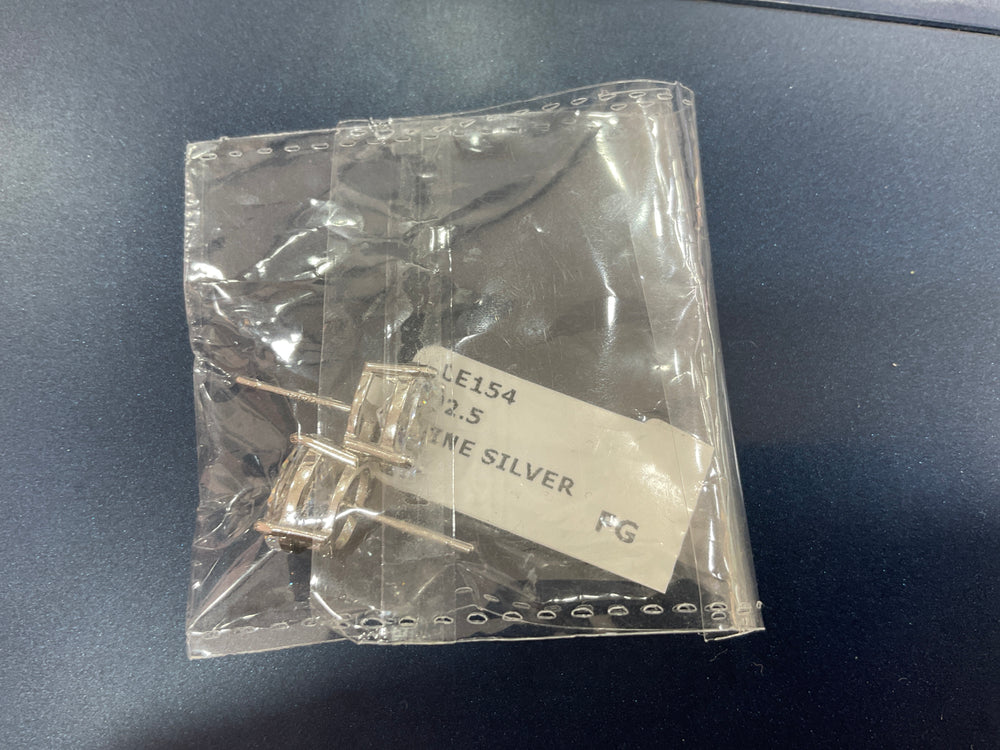 LE154
2.5
INE SILVER
FG